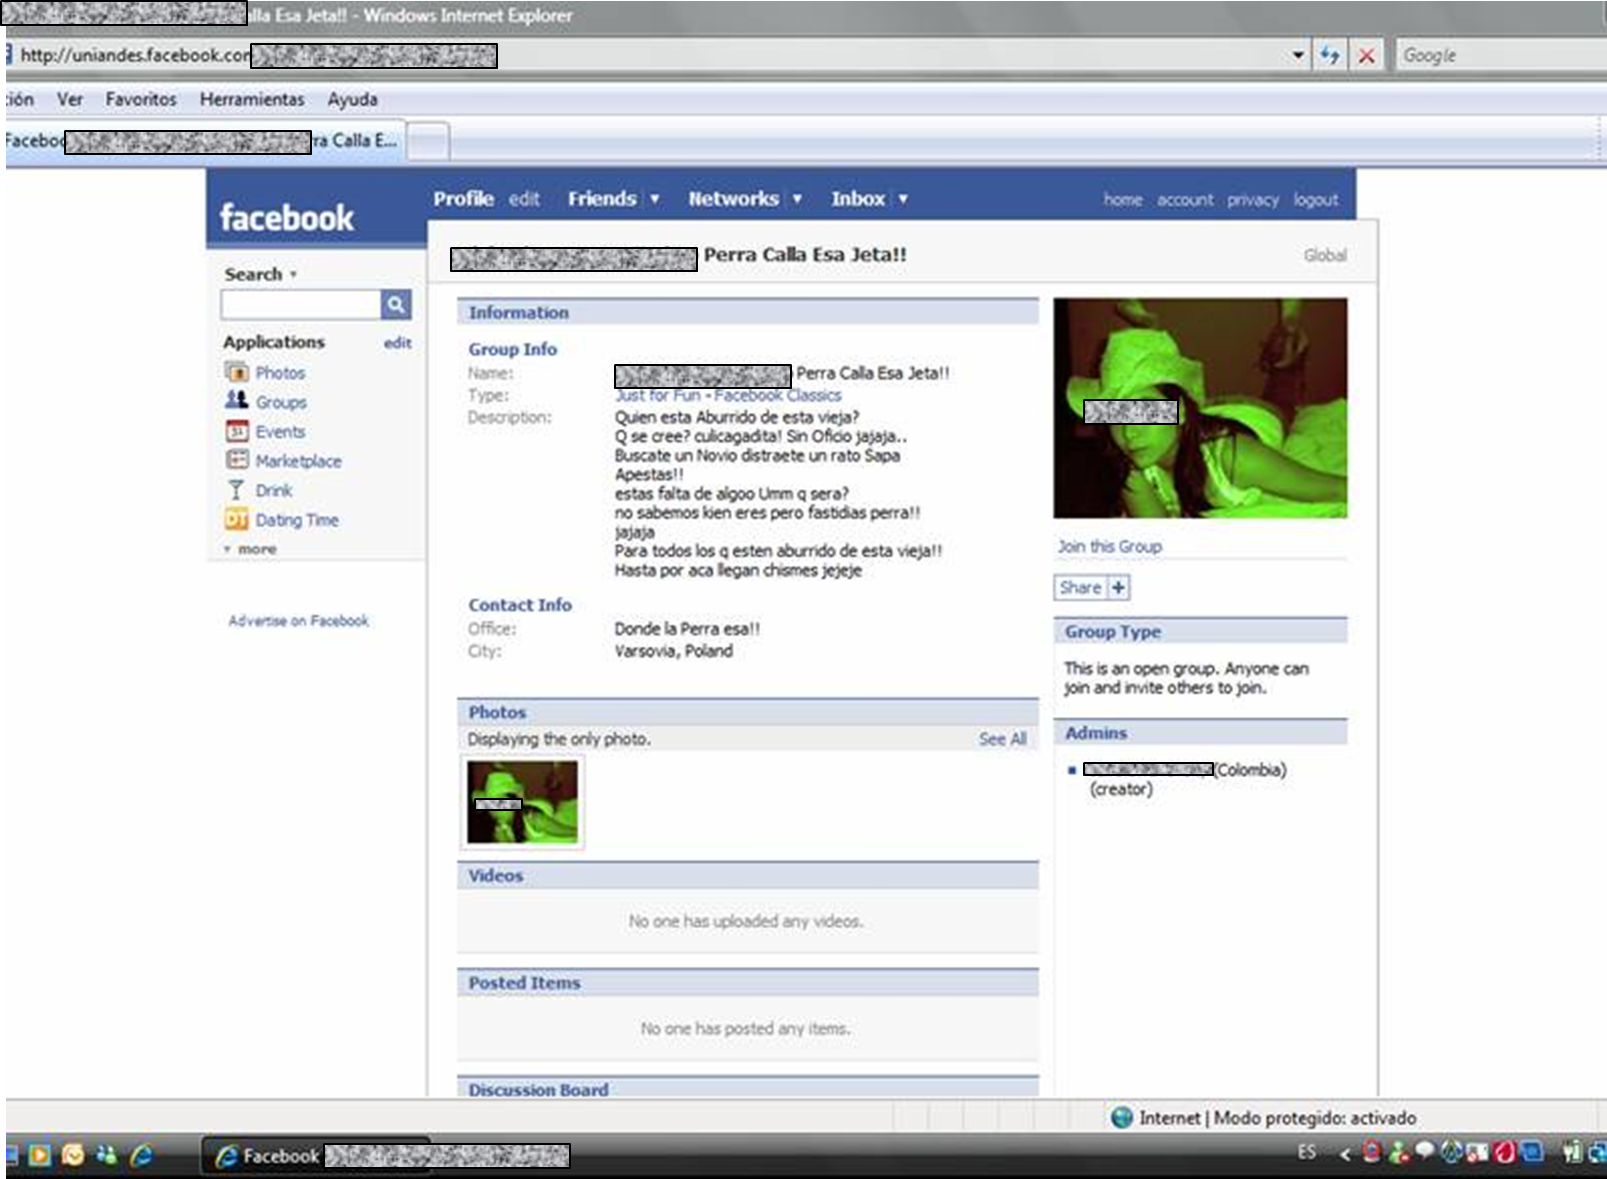 lla Esa Jeta!! - Windows Internet Explorer
http://uniandes.facebook.cor
Google
ión Ver Favoritos Herramientas Ayuda
Faceboo ra Calla E...
facebook
Profile edit Friends Networks Inbox
home account privacy logout
Perra Calla Esa Jeta!!
Global
Search
Applications edit
Photos
Groups
31 Events
Marketplace
Drink
DT Dating Time
more
Advertise on Facebook
Information
Group Info
Name: Perra Calla Esa Jeta!!
Type: Just for Fun - Facebook Classics
Description: Quien esta Aburrido de esta vieja?
Q se cree? culicagadita! Sin Oficio jajaja..
Buscate un Novio distraete un rato Sapa
Apestas!!
estas falta de algoo Umm q sera?
no sabemos kien eres pero fastidias perra!!
jajaja
Para todos los q esten aburrido de esta vieja!!
Hasta por aca llegan chismes jejeje
Contact Info
Office: Donde la Perra esa!!
City: Varsovia, Poland
Photos
Displaying the only photo. See All
Videos
No one has uploaded any videos.
Posted Items
No one has posted any items.
Discussion Board
Join this Group
Share +
Group Type
This is an open group. Anyone can
join and invite others to join.
Admins
(Colombia)
(creator)
Internet | Modo protegido: activado
Facebook
ES